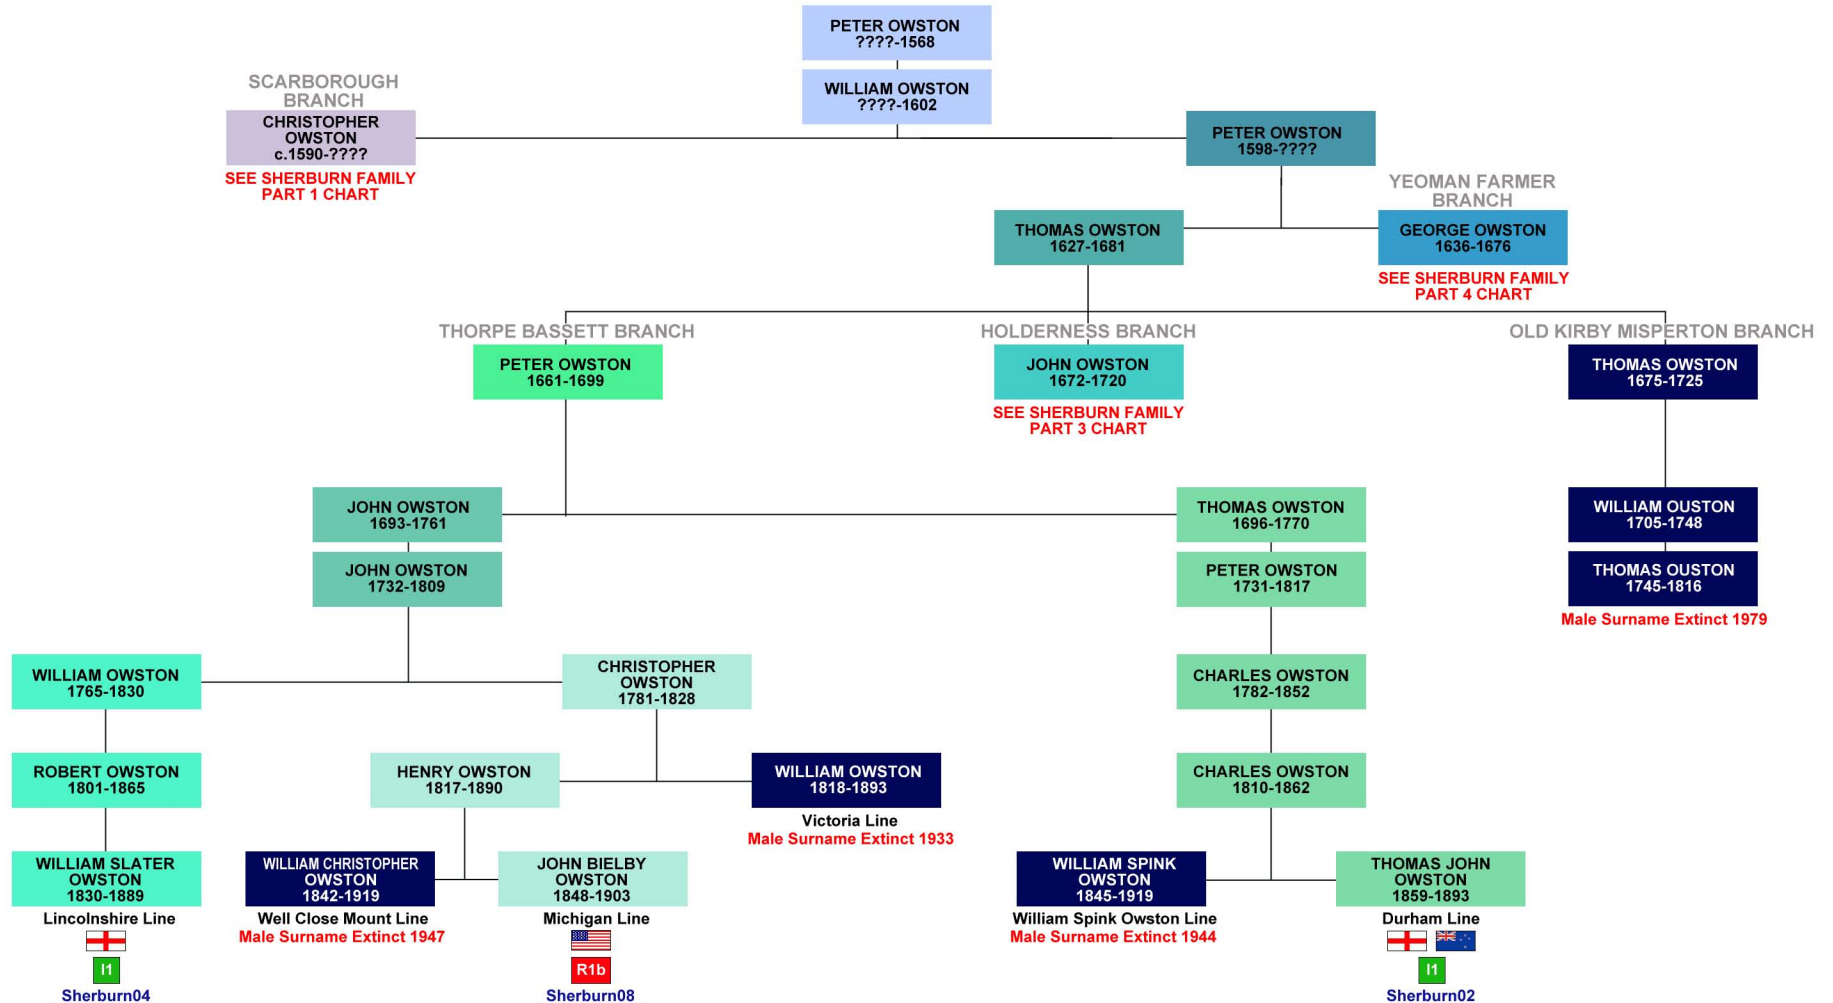 PETER OWSTON
????-1568
WILLIAM OWSTON
????-1602
SCARBOROUGH
BRANCH
CHRISTOPHER
OWSTON
c.1590-????
SEE SHERBURN FAMILY
PART 1 CHART
PETER OWSTON
1598-????
YEOMAN FARMER
BRANCH
THOMAS OWSTON
1627-1681
GEORGE OWSTON
1636-1676
SEE SHERBURN FAMILY
PART 4 CHART
THORPE BASSETT BRANCH
PETER OWSTON
1661-1699
HOLDERNESS BRANCH
JOHN OWSTON
1672-1720
SEE SHERBURN FAMILY
PART 3 CHART
OLD KIRBY MISPERTON BRANCH
THOMAS OWSTON
1675-1725
JOHN OWSTON
1693-1761
THOMAS OWSTON
1696-1770
WILLIAM OUSTON
1705-1748
JOHN OWSTON
1732-1809
PETER OWSTON
1731-1817
THOMAS OUSTON
1745-1816
Male Surname Extinct 1979
WILLIAM OWSTON
1765-1830
CHRISTOPHER
OWSTON
1781-1828
CHARLES OWSTON
1782-1852
ROBERT OWSTON
1801-1865
HENRY OWSTON
1817-1890
WILLIAM OWSTON
1818-1893
Victoria Line
Male Surname Extinct 1933
CHARLES OWSTON
1810-1862
WILLIAM SLATER
OWSTON
1830-1889
Lincolnshire Line
I1
Sherburn04
WILLIAM CHRISTOPHER
OWSTON
1842-1919
Well Close Mount Line
Male Surname Extinct 1947
JOHN BIELBY
OWSTON
1848-1903
Michigan Line
R1b
Sherburn08
WILLIAM SPINK
OWSTON
1845-1919
William Spink Owston Line
Male Surname Extinct 1944
THOMAS JOHN
OWSTON
1859-1893
Durham Line
I1
Sherburn02